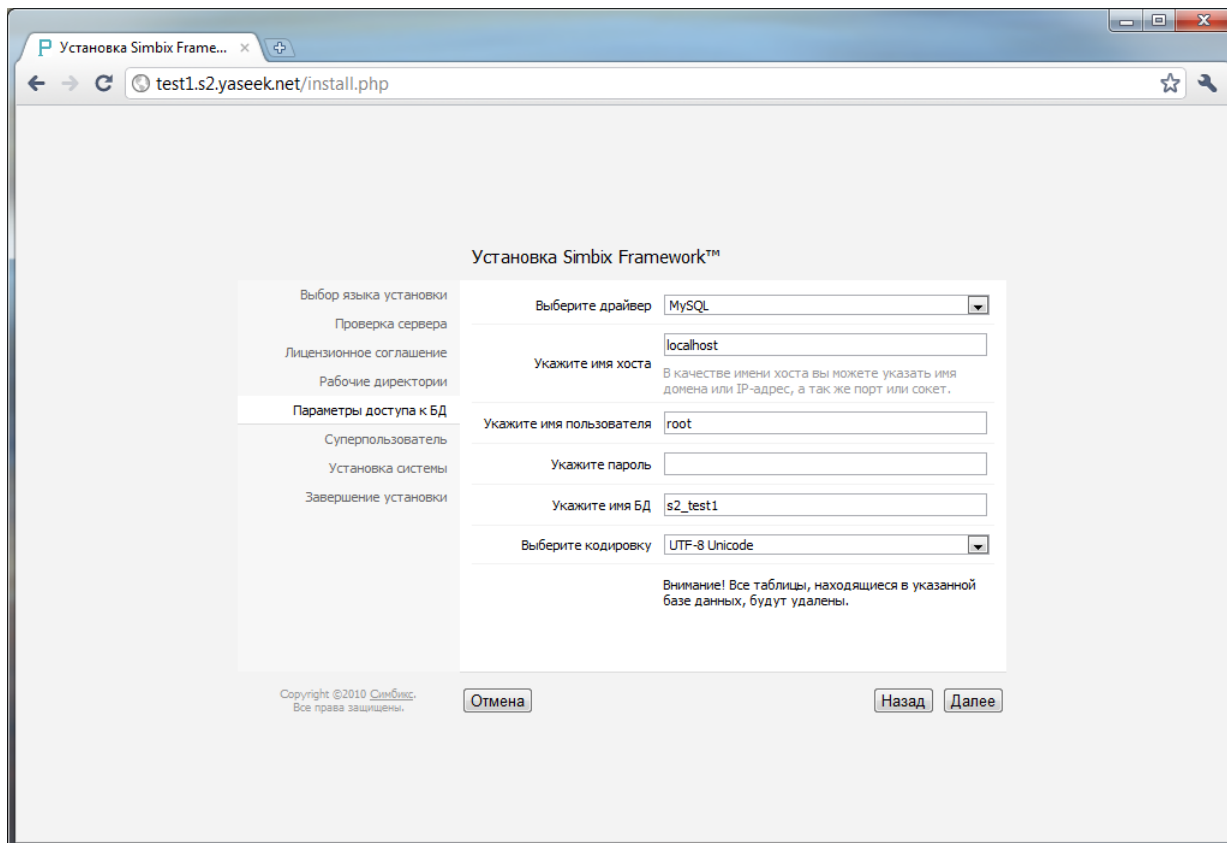 Установка Simbix Frame...
test1.s2.yaseek.net/install.php
Установка Simbix Framework™
Выбор языка установки
Проверка сервера
Лицензионное соглашение
Рабочие директории
Параметры доступа к БД
Суперпользователь
Установка системы
Завершение установки
Выберите драйвер MySQL
Укажите имя хоста localhost
В качестве имени хоста вы можете указать имя
домена или IP-адрес, а так же порт или сокет.
Укажите имя пользователя root
Укажите пароль
Укажите имя БД s2_test1
Выберите кодировку UTF-8 Unicode
Внимание! Все таблицы, находящиеся в указанной
базе данных, будут удалены.
Copyright ©2010 Симбикс.
Все права защищены.
Отмена Назад Далее